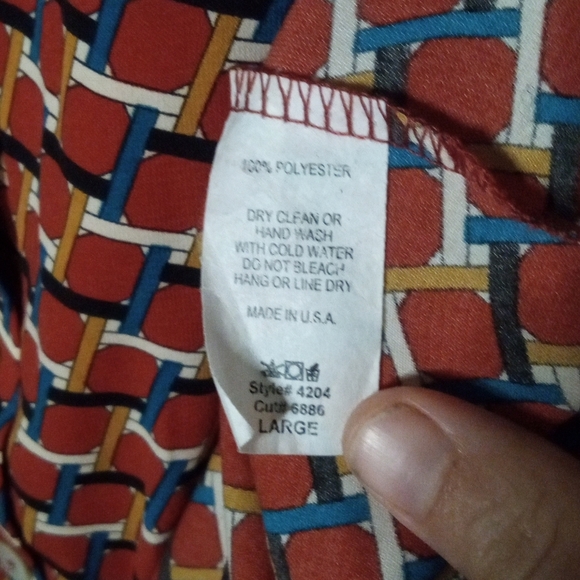 100% POLYESTER
DRY CLEAN OR
HAND WASH
WITH COLD WATER
DO NOT BLEACH
HANG OR LINE DRY
MADE IN U.S.A.
Style# 4204
Cut# 6886
LARGE